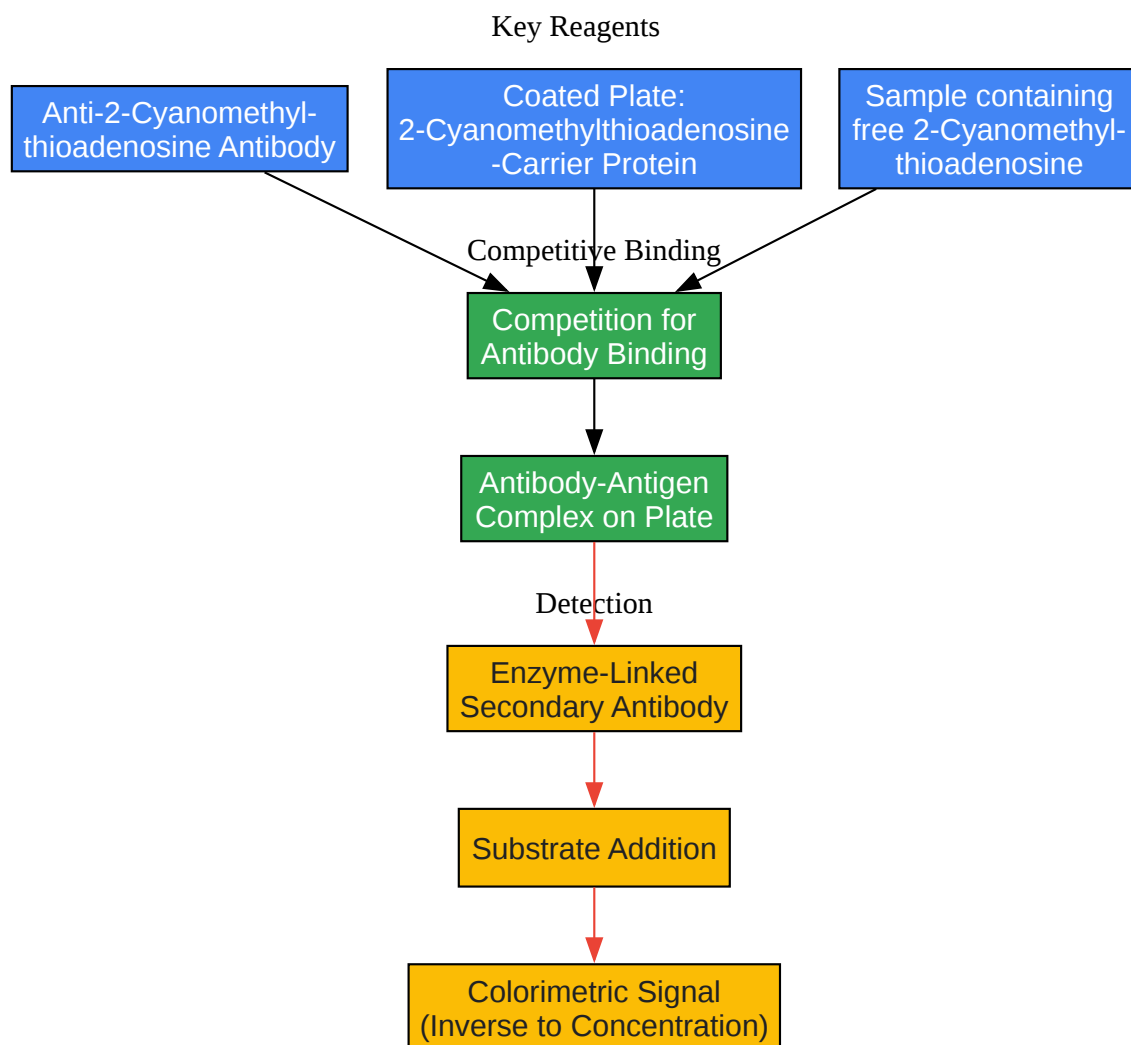 Key Reagents
Anti-2-Cyanomethyl-
thioadenosine Antibody
Coated Plate:
2-Cyanomethylthioadenosine
-Carrier Protein
Sample containing
free 2-Cyanomethyl-
thioadenosine
Competitive Binding
Competition for
Antibody Binding
Antibody-Antigen
Complex on Plate
Detection
Enzyme-Linked
Secondary Antibody
Substrate Addition
Colorimetric Signal
(Inverse to Concentration)